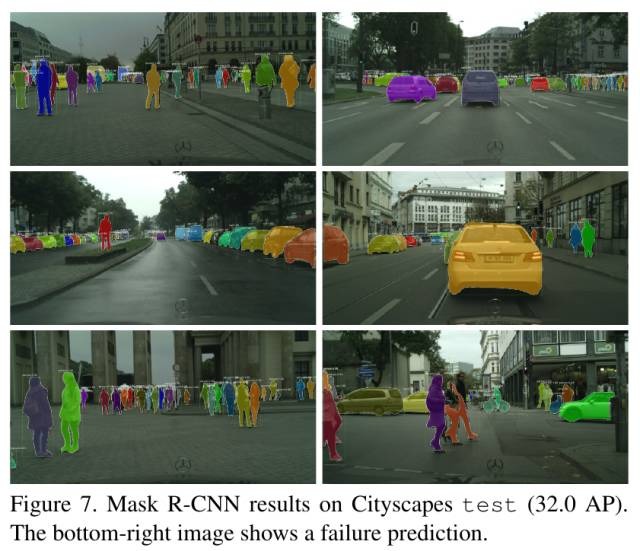 Figure 7. Mask R-CNN results on Cityscapes test (32.0 AP).
The bottom-right image shows a failure prediction.